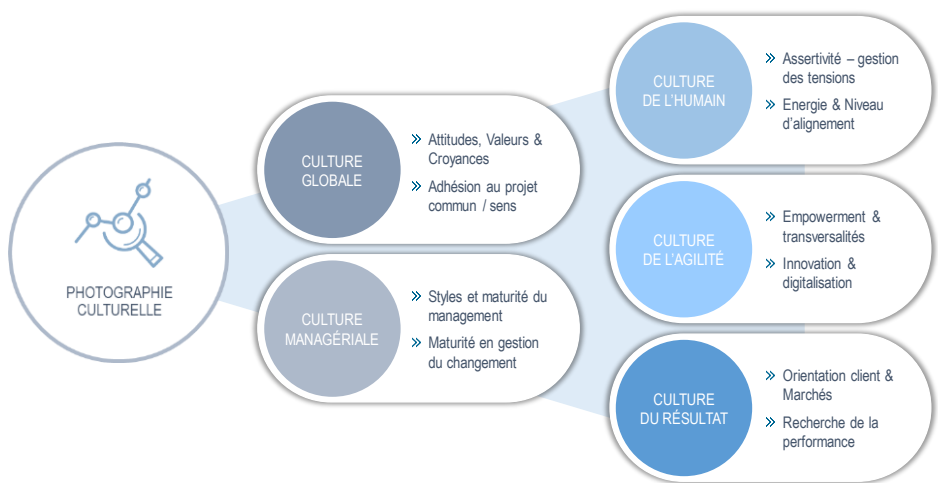 PHOTOGRAPHIE
CULTURELLE
CULTURE
GLOBALE
» Attitudes, Valeurs &
Croyances
» Adhésion au projet
commun / sens
CULTURE
MANAGÉRIALE
» Styles et maturité du
management
» Maturité en gestion
du changement
CULTURE
DE L’HUMAIN
» Assertivité – gestion
des tensions
» Energie & Niveau
d’alignement
CULTURE
DE L’AGILITÉ
» Empowerment &
transversalités
» Innovation &
digitalisation
CULTURE
DU RÉSULTAT
» Orientation client &
Marchés
» Recherche de la
performance